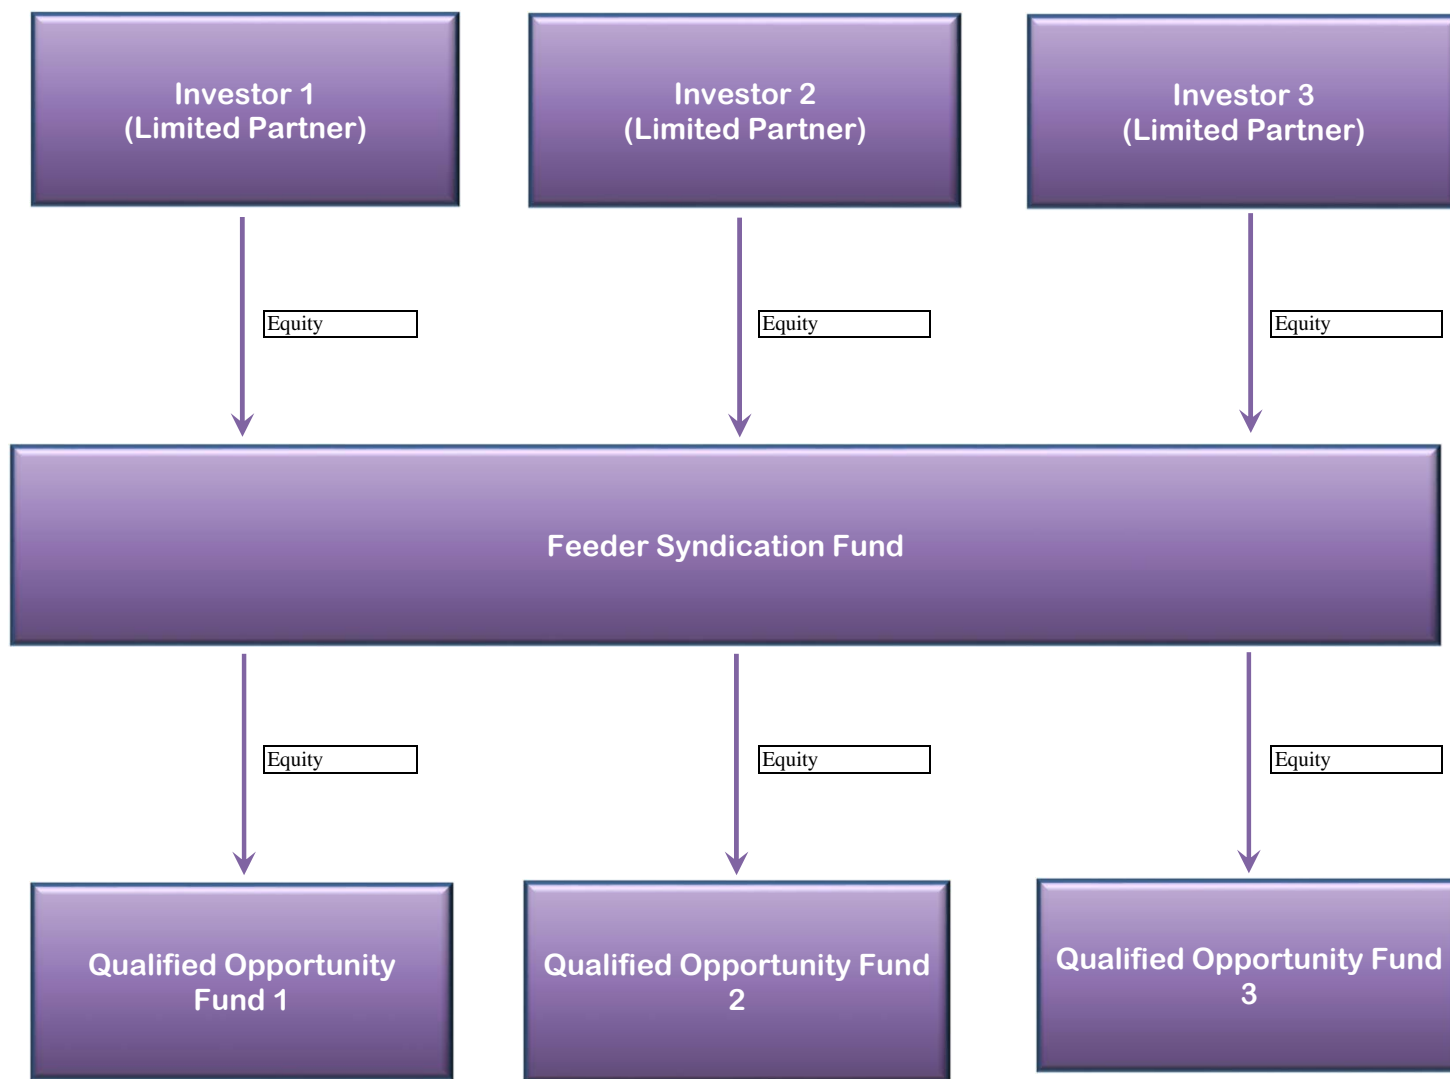 Investor 1
(Limited Partner)
Investor 2
(Limited Partner)
Investor 3
(Limited Partner)
Equity
Equity
Equity
Feeder Syndication Fund
Equity
Equity
Equity
Qualified Opportunity
Fund 1
Qualified Opportunity Fund
2
Qualified Opportunity Fund
3